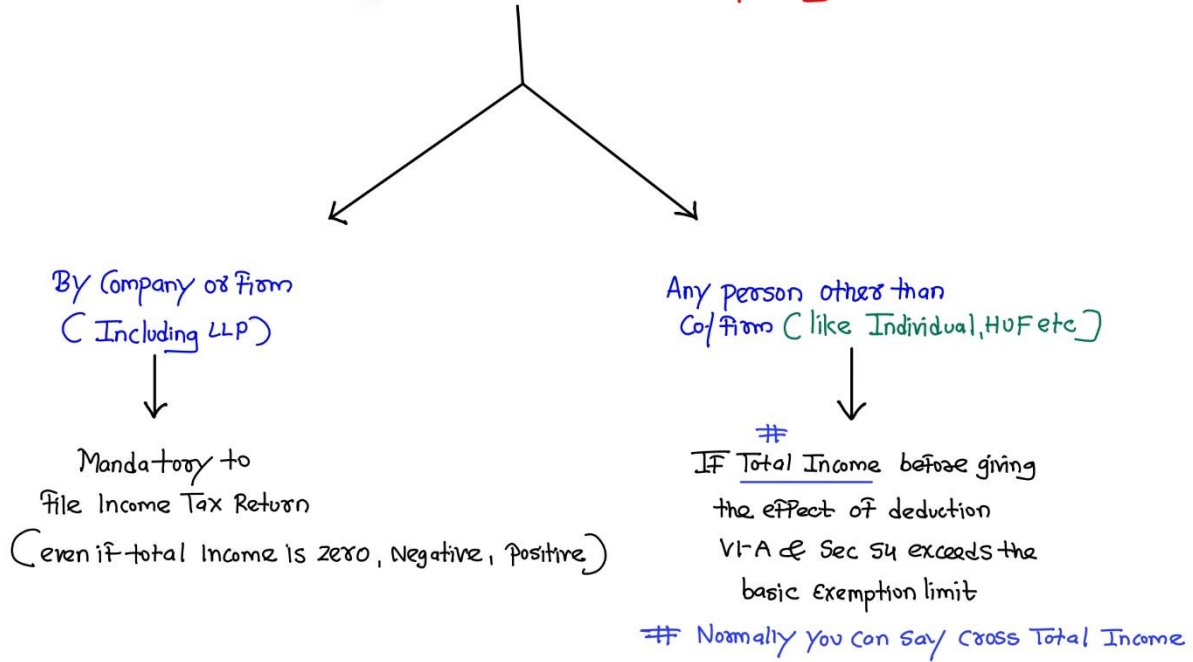 By Company or Firm
(Including LLP)
Mandatory to
File Income Tax Return
(even if total Income is zero, Negative, Positive)
Any person other than
Co/Firm (like Individual, HUF etc)
#
IF Total Income before giving
the effect of deduction
VI-A & Sec 54 exceeds the
basic Exemption limit
# Normally you can say Gross Total Income